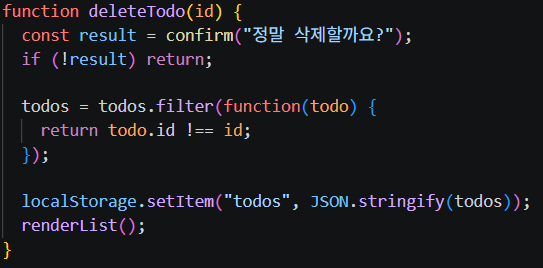 function deleteTodo(id) {
  const result = confirm("정말 삭제할까요?");
  if (!result) return;

  todos = todos.filter(function(todo) {
    return todo.id !== id;
  });

  localStorage.setItem("todos", JSON.stringify(todos));
  renderList();
}